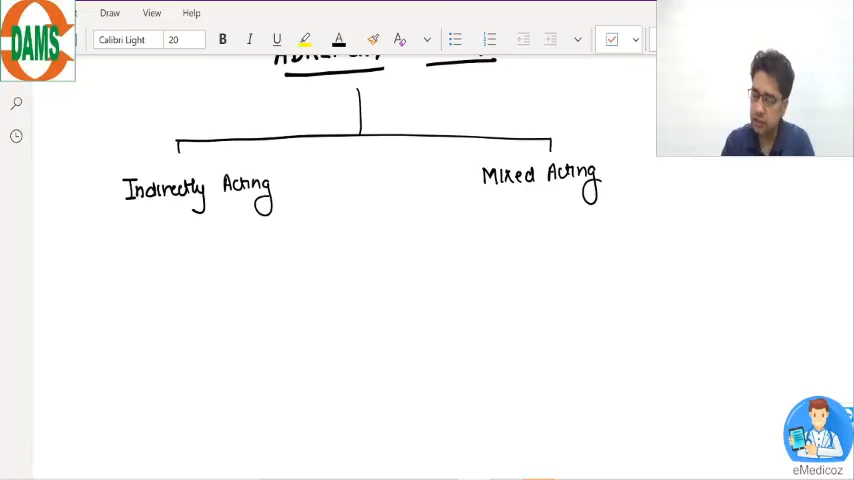 DAMS
Draw View Help
Calibri Light 20 B I U A
Indirectly Acting
Mixed Acting
eMedicoz